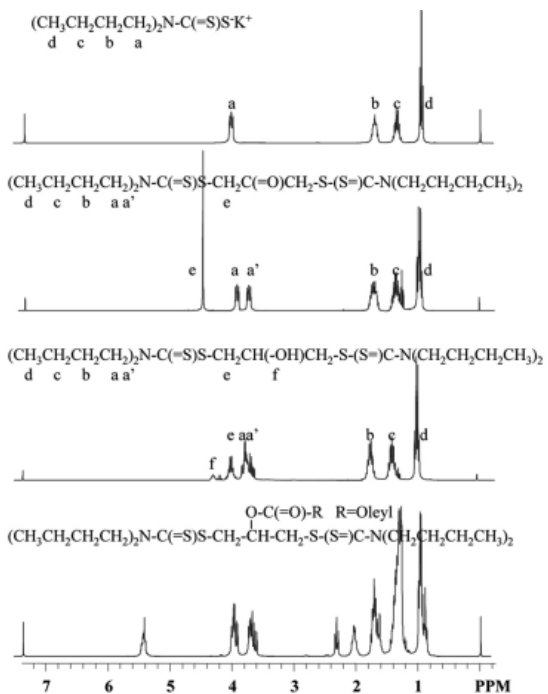 (CH₃CH₂CH₂CH₂)₂N-C(=S)S⁻K⁺
d c b a
a b c d
(CH₃CH₂CH₂CH₂)₂N-C(=S)S-CH₂C(=O)CH₂-S-(S=)C-N(CH₂CH₂CH₂CH₃)₂
d c b a a' e
e a a' b c d
(CH₃CH₂CH₂CH₂)₂N-C(=S)S-CH₂CH(-OH)CH₂-S-(S=)C-N(CH₂CH₂CH₂CH₃)₂
d c b a a' e f
f e aa' b c d
O-C(=O)-R R=Oleyl
(CH₃CH₂CH₂CH₂)₂N-C(=S)S-CH₂-CH-CH₂-S-(S=)C-N(CH₂CH₂CH₂CH₃)₂
7 6 5 4 3 2 1 PPM